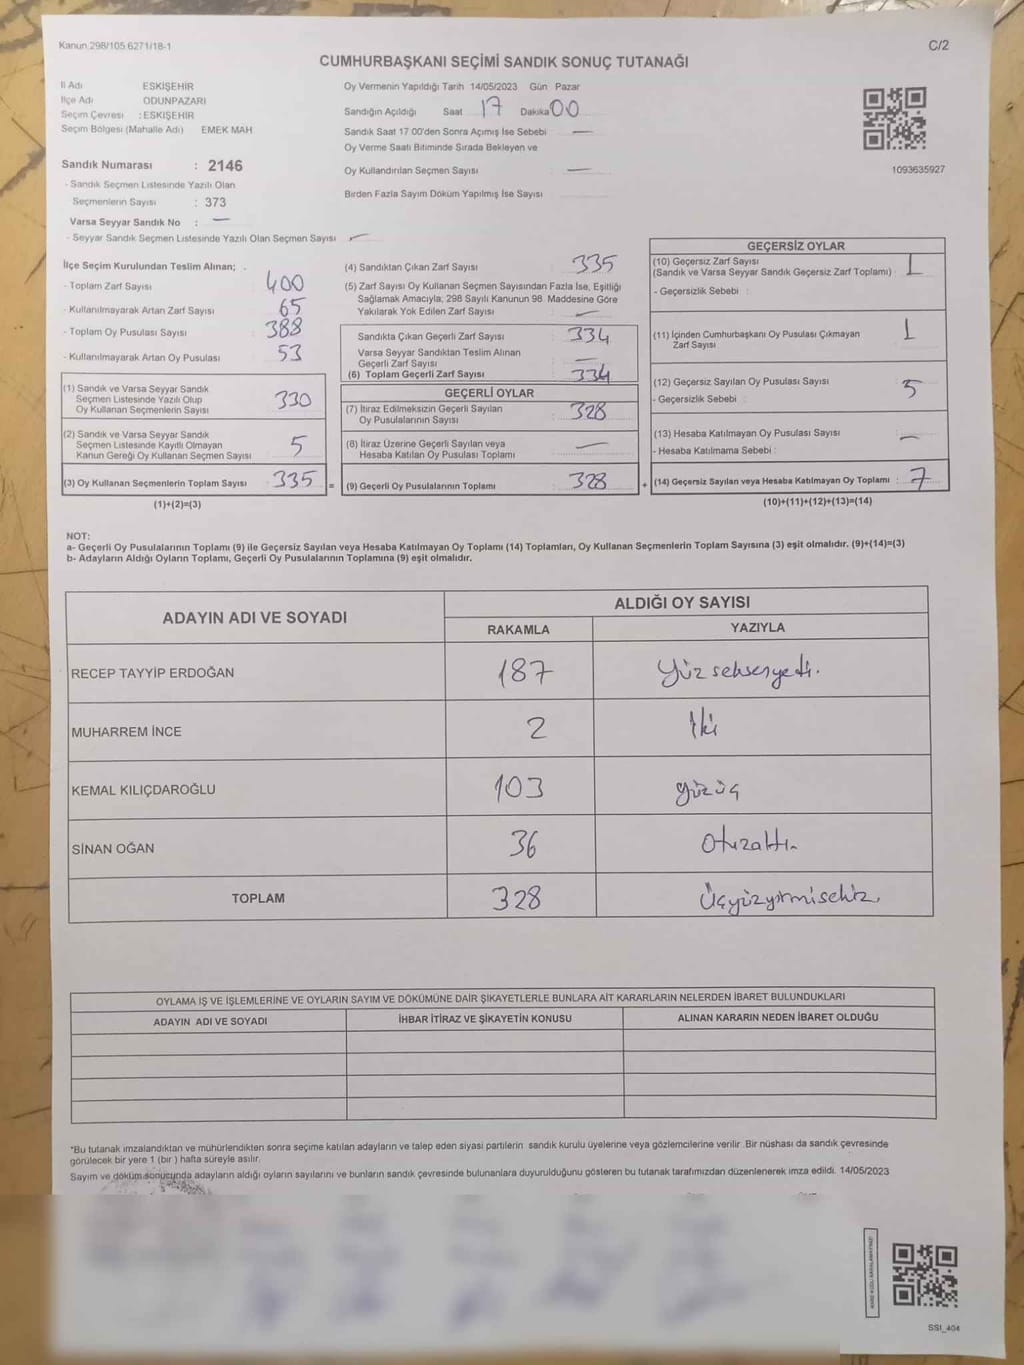 Kanun.298/105.6271/18-1
C/2
CUMHURBAŞKANI SEÇİMİ SANDIK SONUÇ TUTANAĞI
İl Adı ESKİŞEHİR
İlçe Adı ODUNPAZARI
Seçim Çevresi :ESKİŞEHİR
Seçim Bölgesi (Mahalle Adı) EMEK MAH
Oy Vermenin Yapıldığı Tarih 14/05/2023 Gün Pazar
Sandığın Açıldığı Saat 17 Dakika 00
Sandık Saat 17 00'den Sonra Açımış İse Sebebi —
Oy Verme Saati Bitiminde Sırada Bekleyen ve
Oy Kullandırılan Seçmen Sayısı —
Birden Fazla Sayım Döküm Yapılmış İse Sayısı
1093635927
Sandık Numarası : 2146
- Sandık Seçmen Listesinde Yazılı Olan
Seçmenlerin Sayısı : 373
Varsa Seyyar Sandık No : —
- Seyyar Sandık Seçmen Listesinde Yazılı Olan Seçmen Sayısı —
İlçe Seçim Kurulundan Teslim Alınan;
- Toplam Zarf Sayısı 400
- Kullanılmayarak Artan Zarf Sayısı 65
- Toplam Oy Pusulası Sayısı 388
- Kullanılmayarak Artan Oy Pusulası 53
(1) Sandık ve Varsa Seyyar Sandık
Seçmen Listesinde Yazılı Olup
Oy Kullanan Seçmenlerin Sayısı 330
(2) Sandık ve Varsa Seyyar Sandık
Seçmen Listesinde Kayıtlı Olmayan
Kanun Gereği Oy Kullanan Seçmen Sayısı 5
(3) Oy Kullanan Seçmenlerin Toplam Sayısı 335 =
(1)+(2)=(3)
(4) Sandıktan Çıkan Zarf Sayısı 335
(5) Zarf Sayısı Oy Kullanan Seçmen Sayısından Fazla İse, Eşitliği
Sağlamak Amacıyla; 298 Sayılı Kanunun 98. Maddesine Göre
Yakılarak Yok Edilen Zarf Sayısı —
Sandıkta Çıkan Geçerli Zarf Sayısı 334
Varsa Seyyar Sandıktan Teslim Alınan
Geçerli Zarf Sayısı —
(6) Toplam Geçerli Zarf Sayısı 334
GEÇERLİ OYLAR
(7) İtiraz Edilmeksizin Geçerli Sayılan
Oy Pusulalarının Sayısı 328
(8) İtiraz Üzerine Geçerli Sayılan veya
Hesaba Katılan Oy Pusulası Toplamı —
(9) Geçerli Oy Pusulalarının Toplamı 328 +
GEÇERSİZ OYLAR
(10) Geçersiz Zarf Sayısı
(Sandık ve Varsa Seyyar Sandık Geçersiz Zarf Toplamı) 1
- Geçersizlik Sebebi :
(11) İçinden Cumhurbaşkanı Oy Pusulası Çıkmayan
Zarf Sayısı 1
(12) Geçersiz Sayılan Oy Pusulası Sayısı 5
- Geçersizlik Sebebi :
(13) Hesaba Katılmayan Oy Pusulası Sayısı —
- Hesaba Katılmama Sebebi :
(14) Geçersiz Sayılan veya Hesaba Katılmayan Oy Toplamı : 7
(10)+(11)+(12)+(13)=(14)
NOT:
a- Geçerli Oy Pusulalarının Toplamı (9) ile Geçersiz Sayılan veya Hesaba Katılmayan Oy Toplamı (14) Toplamları, Oy Kullanan Seçmenlerin Toplam Sayısına (3) eşit olmalıdır. (9)+(14)=(3)
b- Adayların Aldığı Oyların Toplamı, Geçerli Oy Pusulalarının Toplamına (9) eşit olmalıdır.
ADAYIN ADI VE SOYADI ALDIĞI OY SAYISI
RAKAMLA YAZIYLA
RECEP TAYYİP ERDOĞAN 187 Yüz seksenyedi.
MUHARREM İNCE 2 İki
KEMAL KILIÇDAROĞLU 103 yüzüç
SİNAN OĞAN 36 Otuzaltı
TOPLAM 328 Üçyüzyirmisekiz.
OYLAMA İŞ VE İŞLEMLERİNE VE OYLARIN SAYIM VE DÖKÜMÜNE DAİR ŞİKAYETLERLE BUNLARA AİT KARARLARIN NELERDEN İBARET BULUNDUKLARI
ADAYIN ADI VE SOYADI İHBAR İTİRAZ VE ŞİKAYETİN KONUSU ALINAN KARARIN NEDEN İBARET OLDUĞU
*Bu tutanak imzalandıktan ve mühürlendikten sonra seçime katılan adayların ve talep eden siyasi partilerin sandık kurulu üyelerine veya gözlemcilerine verilir .Bir nüshası da sandık çevresinde
görülecek bir yere 1 (bir ) hafta süreyle asılır.
Sayım ve döküm sonucunda adayların aldığı oyların sayılarını ve bunların sandık çevresinde bulunanlara duyurulduğunu gösteren bu tutanak tarafımızdan düzenlenerek imza edildi. 14/05/2023
SSI_404